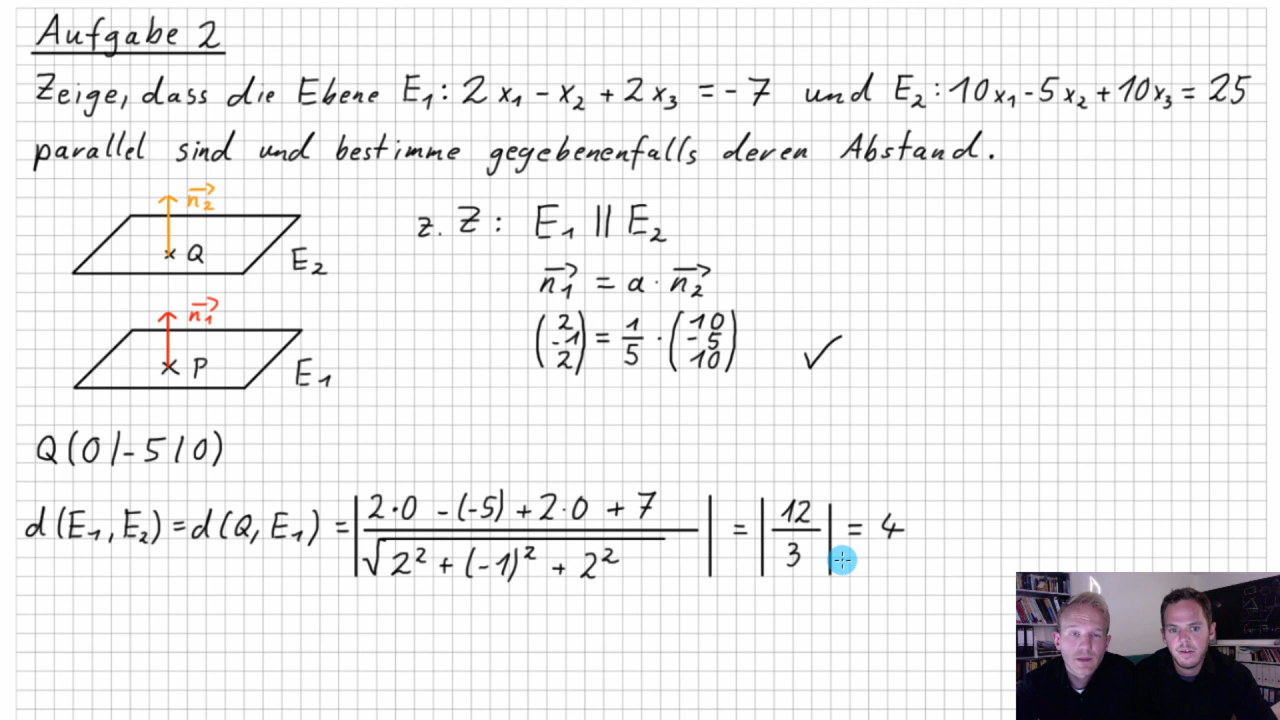 Aufgabe 2
Zeige, dass die Ebene E₁: 2x₁ - x₂ + 2x₃ = -7 und E₂: 10x₁ - 5x₂ + 10x₃ = 25
parallel sind und bestimme gegebenenfalls deren Abstand.
n₂→
Q
E₂
n₁→
P
E₁
z. Z: E₁ || E₂
n₁→ = a · n₂→
(2 -1 2) = 1/5 · (10 -5 10) ✓
Q(0|-5|0)
d(E₁, E₂) = d(Q, E₁) = |(2·0 - (-5) + 2·0 + 7) / √(2² + (-1)² + 2²)| = |12/3| = 4